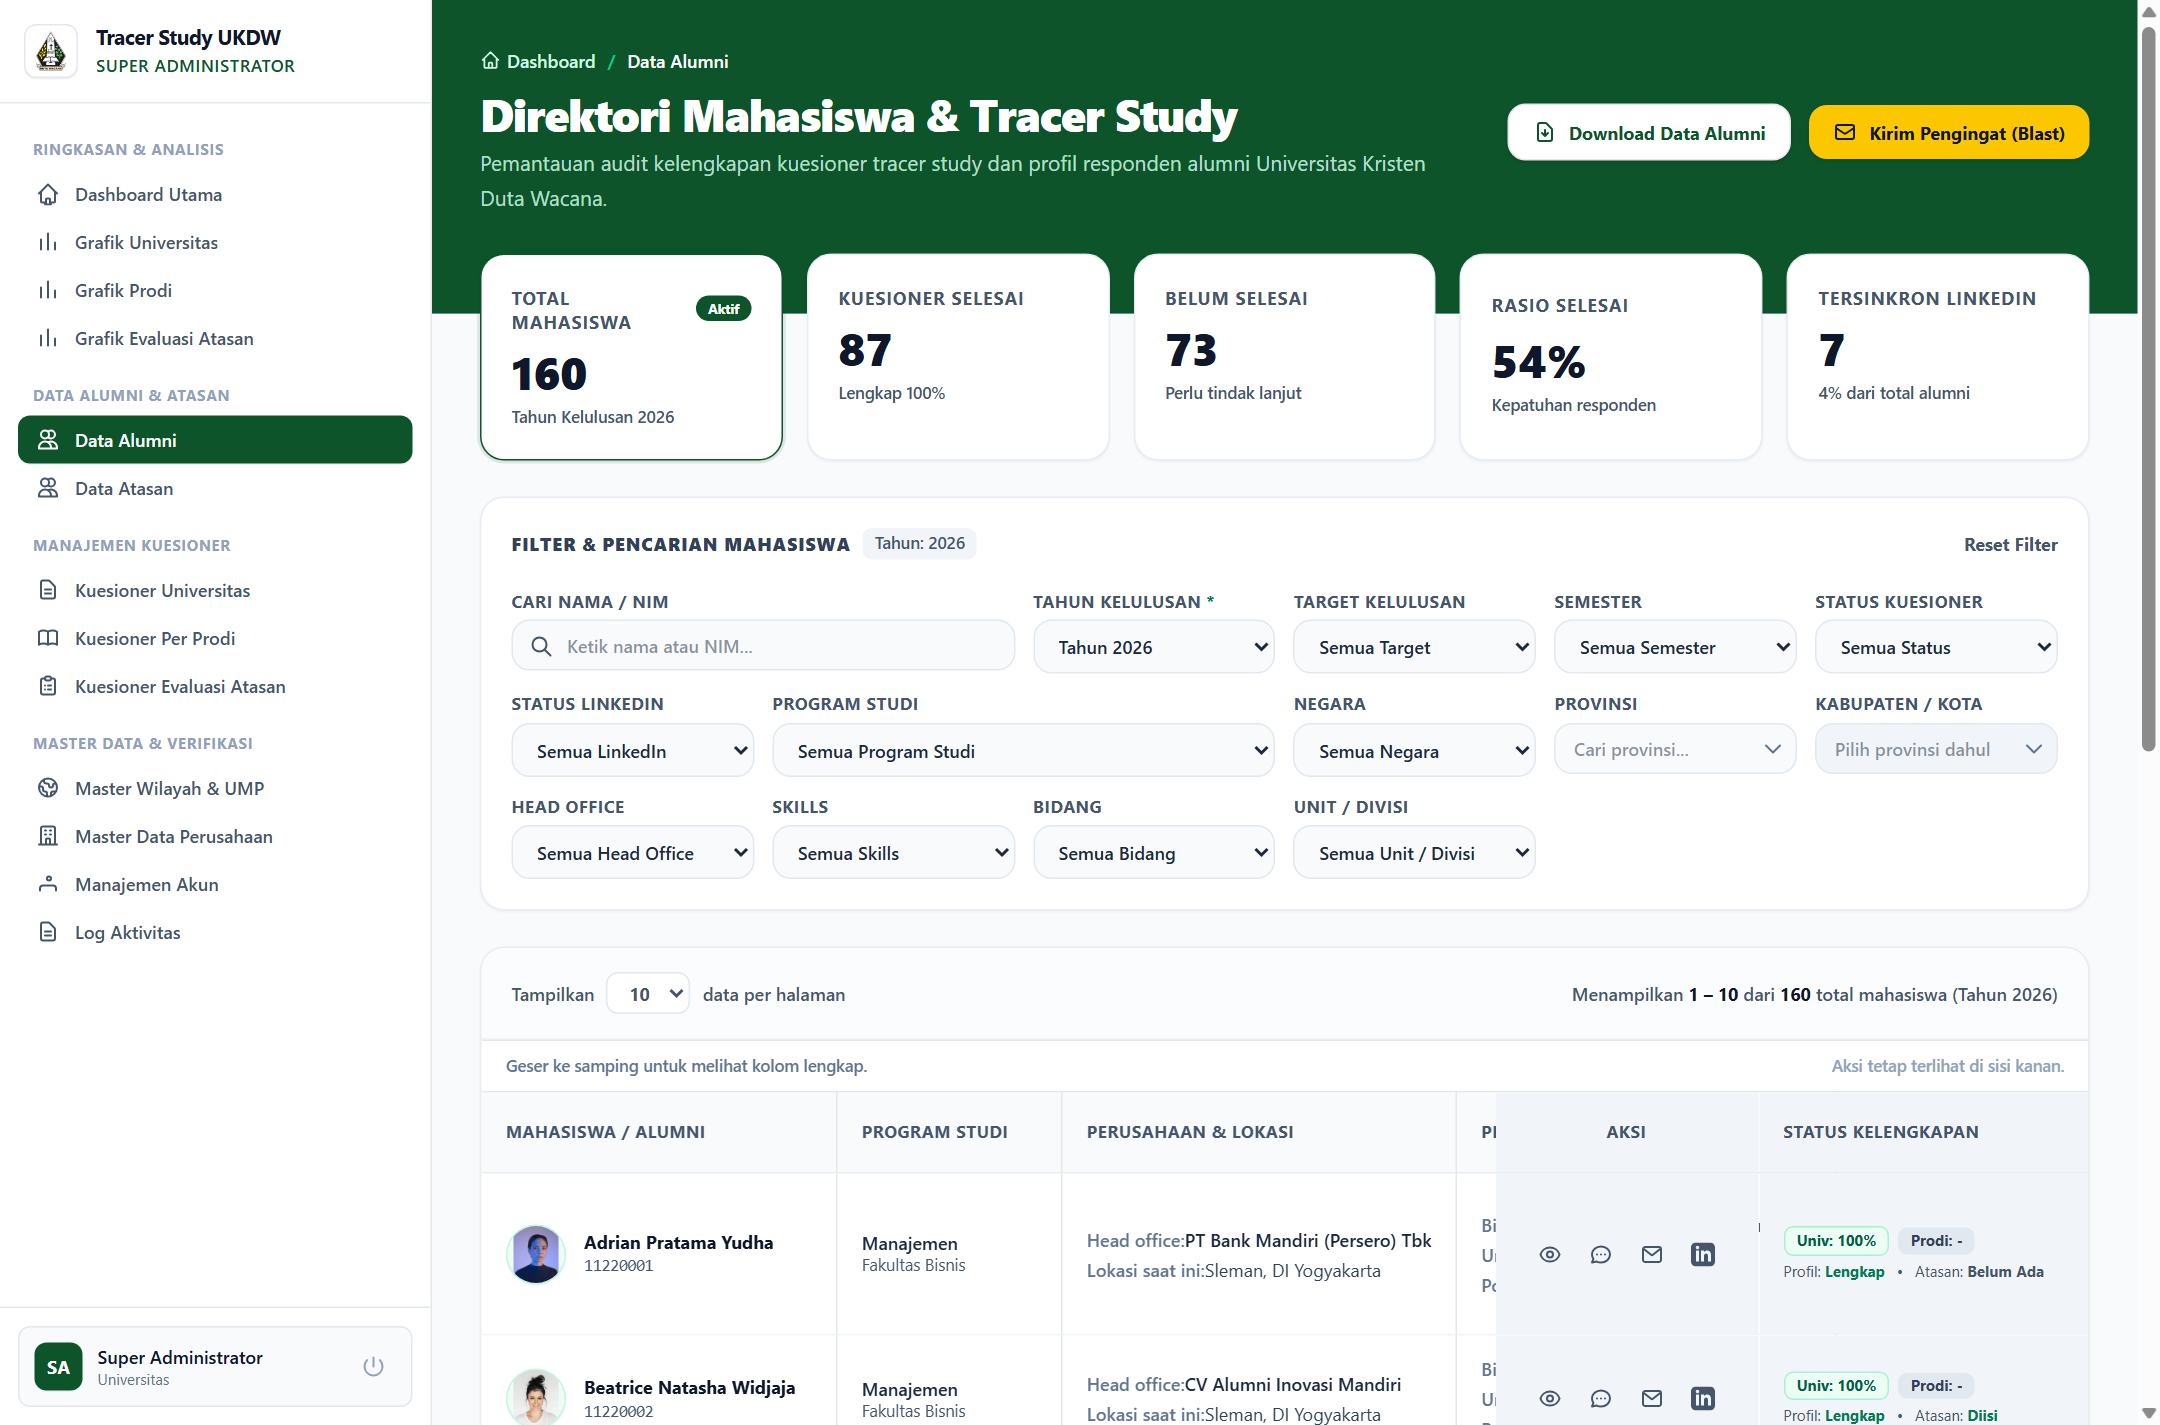 Tracer Study UKDW
SUPER ADMINISTRATOR
RINGKASAN & ANALISIS
Dashboard Utama
Grafik Universitas
Grafik Prodi
Grafik Evaluasi Atasan
DATA ALUMNI & ATASAN
Data Alumni
Data Atasan
MANAJEMEN KUESIONER
Kuesioner Universitas
Kuesioner Per Prodi
Kuesioner Evaluasi Atasan
MASTER DATA & VERIFIKASI
Master Wilayah & UMP
Master Data Perusahaan
Manajemen Akun
Log Aktivitas
SA
Super Administrator
Universitas
Dashboard / Data Alumni
Direktori Mahasiswa & Tracer Study
Pemantauan audit kelengkapan kuesioner tracer study dan profil responden alumni Universitas Kristen
Duta Wacana.
Download Data Alumni
Kirim Pengingat (Blast)
TOTAL
MAHASISWA
Aktif
160
Tahun Kelulusan 2026
KUESIONER SELESAI
87
Lengkap 100%
BELUM SELESAI
73
Perlu tindak lanjut
RASIO SELESAI
54%
Kepatuhan responden
TERSINKRON LINKEDIN
7
4% dari total alumni
FILTER & PENCARIAN MAHASISWA Tahun: 2026 Reset Filter
CARI NAMA / NIM TAHUN KELULUSAN * TARGET KELULUSAN SEMESTER STATUS KUESIONER
Ketik nama atau NIM... Tahun 2026 Semua Target Semua Semester Semua Status
STATUS LINKEDIN PROGRAM STUDI NEGARA PROVINSI KABUPATEN / KOTA
Semua LinkedIn Semua Program Studi Semua Negara Cari provinsi... Pilih provinsi dahul
HEAD OFFICE SKILLS BIDANG UNIT / DIVISI
Semua Head Office Semua Skills Semua Bidang Semua Unit / Divisi
Tampilkan 10 data per halaman Menampilkan 1 – 10 dari 160 total mahasiswa (Tahun 2026)
Geser ke samping untuk melihat kolom lengkap. Aksi tetap terlihat di sisi kanan.
MAHASISWA / ALUMNI PROGRAM STUDI PERUSAHAAN & LOKASI AKSI STATUS KELENGKAPAN
Adrian Pratama Yudha
11220001
Manajemen
Fakultas Bisnis
Head office:PT Bank Mandiri (Persero) Tbk
Lokasi saat ini:Sleman, DI Yogyakarta
Bi
Po
in
Univ: 100% Prodi: -
Profil: Lengkap • Atasan: Belum Ada
Beatrice Natasha Widjaja
11220002
Manajemen
Fakultas Bisnis
Head office:CV Alumni Inovasi Mandiri
Lokasi saat ini:Sleman, DI Yogyakarta
Bi
in
Univ: 100% Prodi: -
Profil: Lengkap • Atasan: Diisi